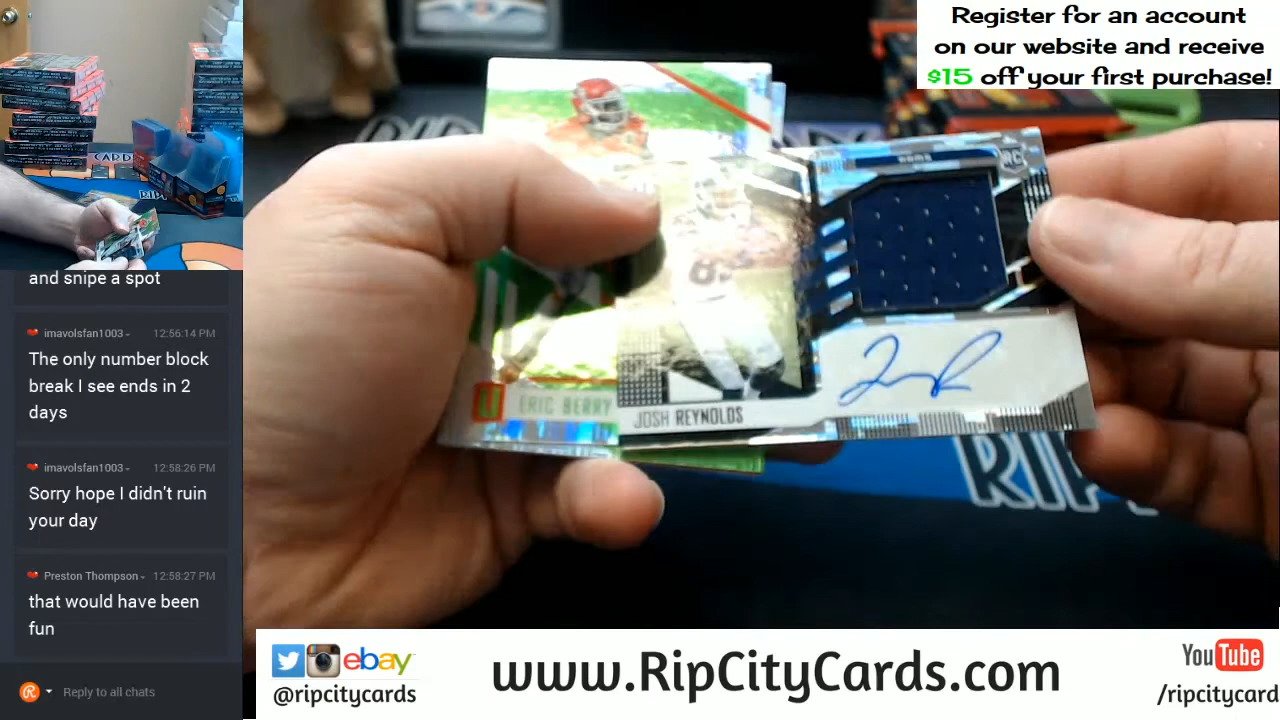 Register for an account
on our website and receive
$15 off your first purchase!
CARD
and snipe a spot
imavolsfan1003
12:56:14 PM
The only number block
break I see ends in 2
days
imavolsfan1003
12:58:26 PM
Sorry hope I didn't ruin
your day
Preston Thompson
12:58:27 PM
that would have been
fun
Reply to all chats
RC
ERIC BERRY
JOSH REYNOLDS
RIP
ebay
@ripcitycards
www.RipCityCards.com
YouTube
/ripcitycard